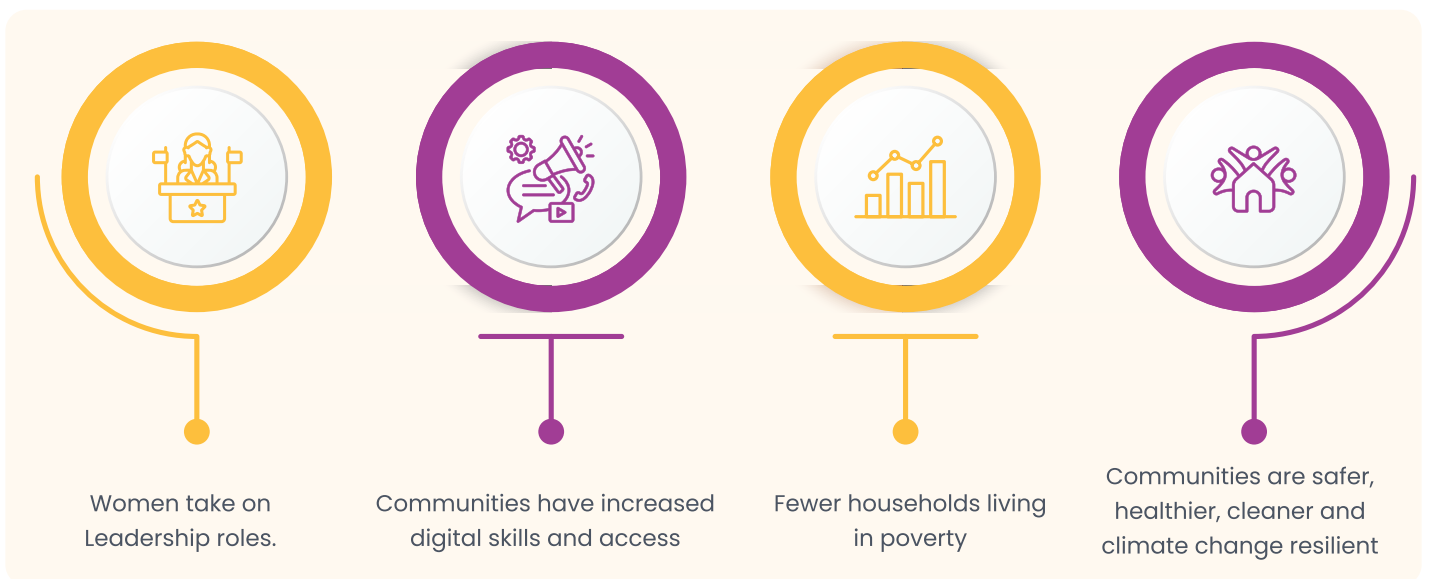 Women take on
Leadership roles.
Communities have increased
digital skills and access
Fewer households living
in poverty
Communities are safer,
healthier, cleaner and
climate change resilient